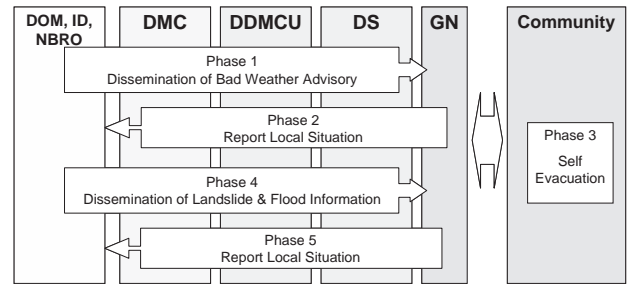 DOM, ID,
NBRO
DMC
DDMCU
DS
GN
Community
Phase 1
Dissemination of Bad Weather Advisory
Phase 2
Report Local Situation
Phase 3
Self
Evacuation
Phase 4
Dissemination of Landslide & Flood Information
Phase 5
Report Local Situation